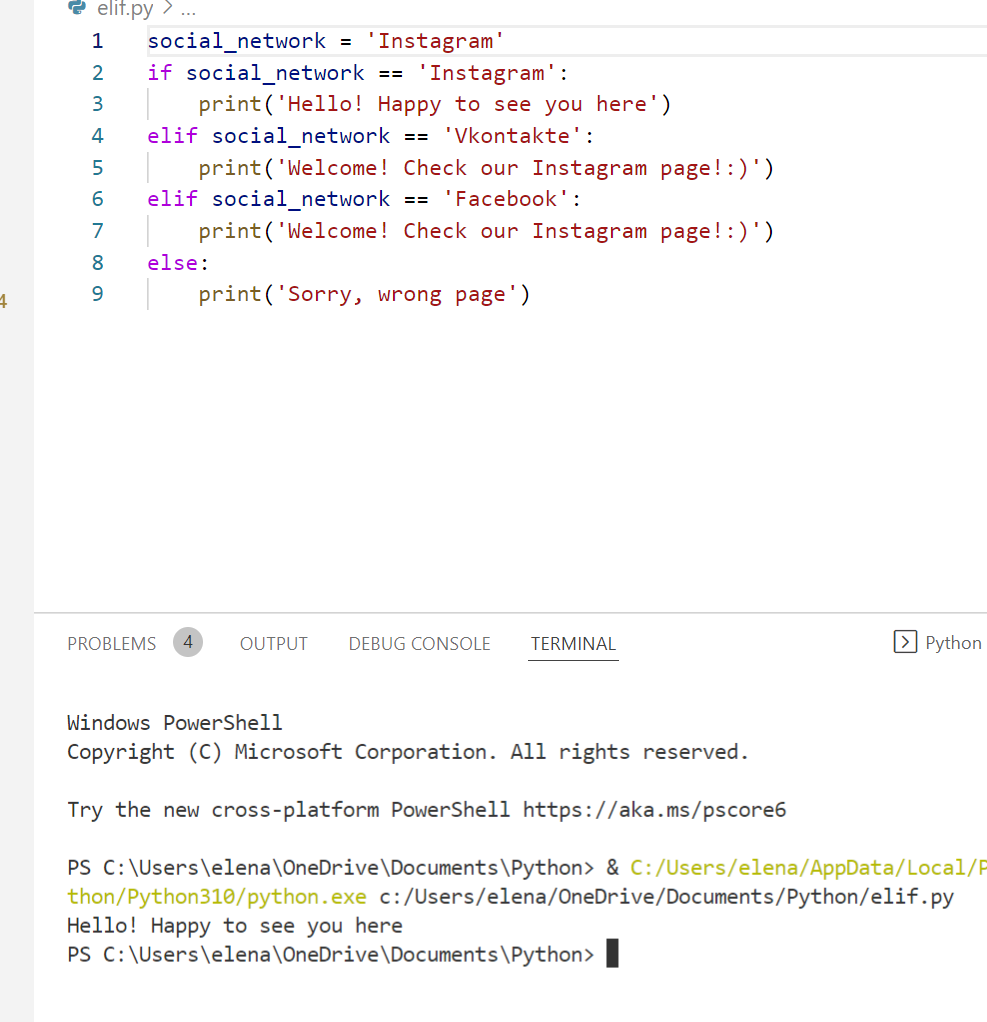 elif.py > ...
1 social_network = 'Instagram'
2 if social_network == 'Instagram':
3     print('Hello! Happy to see you here')
4 elif social_network == 'Vkontakte':
5     print('Welcome! Check our Instagram page!:)')
6 elif social_network == 'Facebook':
7     print('Welcome! Check our Instagram page!:)')
8 else:
4
9     print('Sorry, wrong page')
PROBLEMS 4 OUTPUT DEBUG CONSOLE TERMINAL Python
Windows PowerShell
Copyright (C) Microsoft Corporation. All rights reserved.
Try the new cross-platform PowerShell https://aka.ms/pscore6
PS C:\Users\elena\OneDrive\Documents\Python> & C:/Users/elena/AppData/Local/P
thon/Python310/python.exe c:/Users/elena/OneDrive/Documents/Python/elif.py
Hello! Happy to see you here
PS C:\Users\elena\OneDrive\Documents\Python>